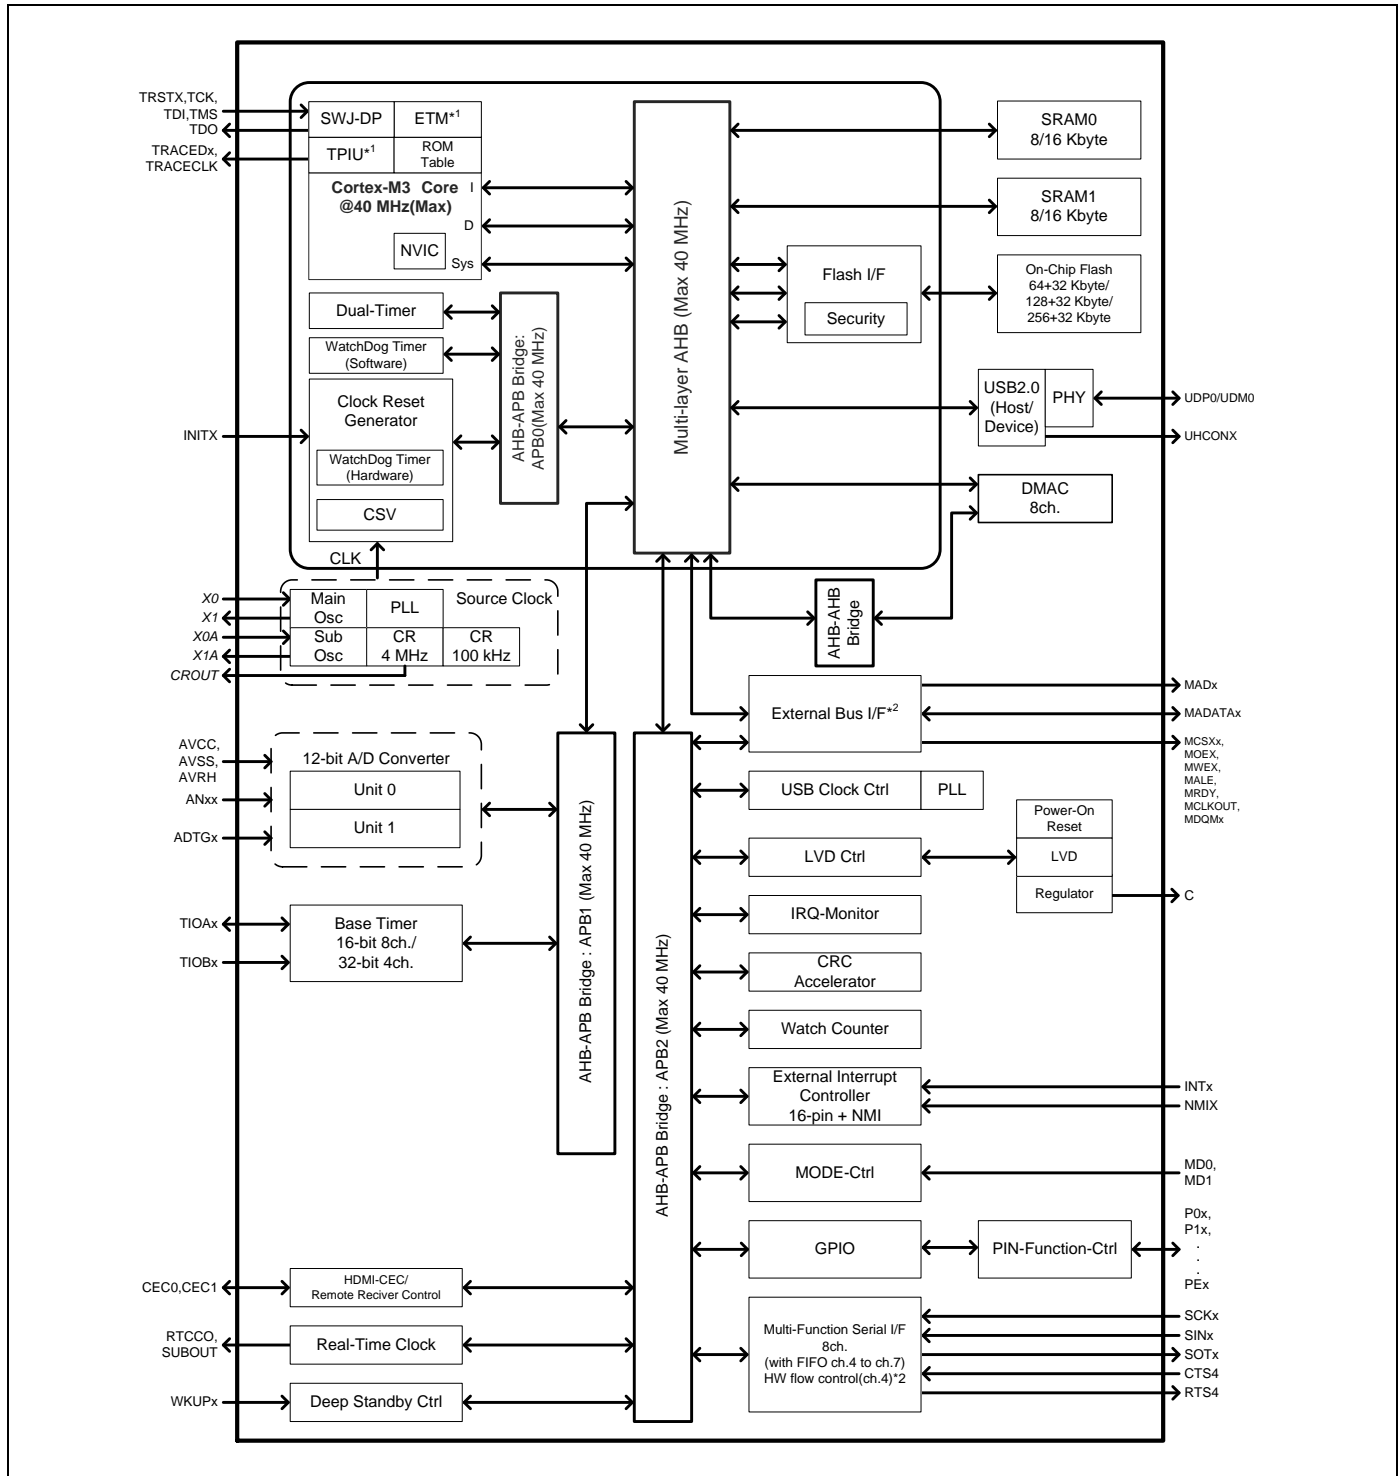 TRSTX,TCK,
TDI,TMS
TDO
TRACEDx,
TRACECLK
SWJ-DP
ETM*1
TPIU*1
ROM
Table
Cortex-M3 Core
@40 MHz(Max)
I
D
Sys
NVIC
Dual-Timer
WatchDog Timer
(Software)
Clock Reset
Generator
WatchDog Timer
(Hardware)
CSV
INITX
CLK
AHB-APB Bridge:
APB0(Max 40 MHz)
Multi-layer AHB (Max 40 MHz)
SRAM0
8/16 Kbyte
SRAM1
8/16 Kbyte
Flash I/F
Security
On-Chip Flash
64+32 Kbyte/
128+32 Kbyte/
256+32 Kbyte
USB2.0
(Host/
Device)
PHY
UDP0/UDM0
UHCONX
DMAC
8ch.
AHB-AHB
Bridge
X0
X1
X0A
X1A
CROUT
Main
Osc
PLL
Source Clock
Sub
Osc
CR
4 MHz
CR
100 kHz
AVCC,
AVSS,
AVRH
ANxx
ADTGx
12-bit A/D Converter
Unit 0
Unit 1
TIOAx
TIOBx
Base Timer
16-bit 8ch./
32-bit 4ch.
AHB-APB Bridge : APB1 (Max 40 MHz)
AHB-APB Bridge : APB2 (Max 40 MHz)
External Bus I/F*2
MADx
MADATAx
MCSXx,
MOEX,
MWEX,
MALE,
MRDY,
MCLKOUT,
MDQMx
USB Clock Ctrl
PLL
LVD Ctrl
Power-On
Reset
LVD
Regulator
C
IRQ-Monitor
CRC
Accelerator
Watch Counter
External Interrupt
Controller
16-pin + NMI
INTx
NMIX
MODE-Ctrl
MD0,
MD1
GPIO
PIN-Function-Ctrl
P0x,
P1x,
.
.
.
PEx
CEC0,CEC1
HDMI-CEC/
Remote Reciver Control
RTCCO,
SUBOUT
Real-Time Clock
WKUPx
Deep Standby Ctrl
Multi-Function Serial I/F
8ch.
(with FIFO ch.4 to ch.7)
HW flow control(ch.4)*2
SCKx
SINx
SOTx
CTS4
RTS4